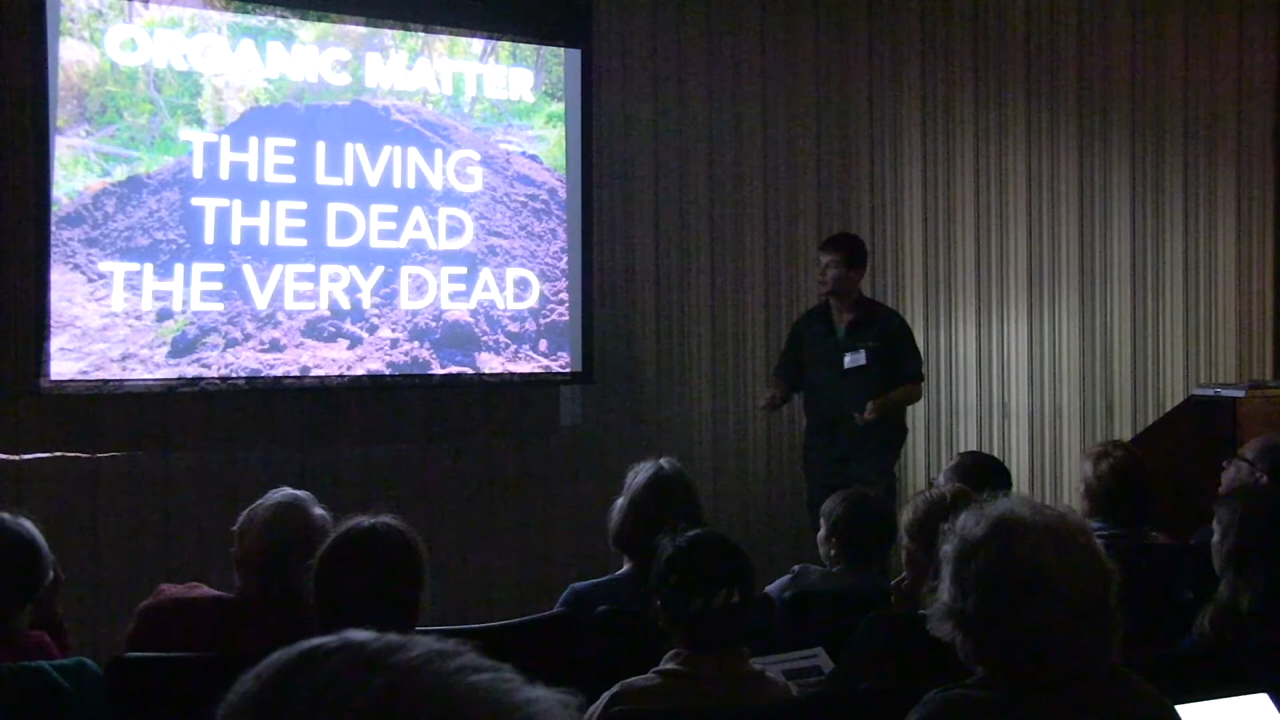 ORGANIC MATTER
THE LIVING
THE DEAD
THE VERY DEAD